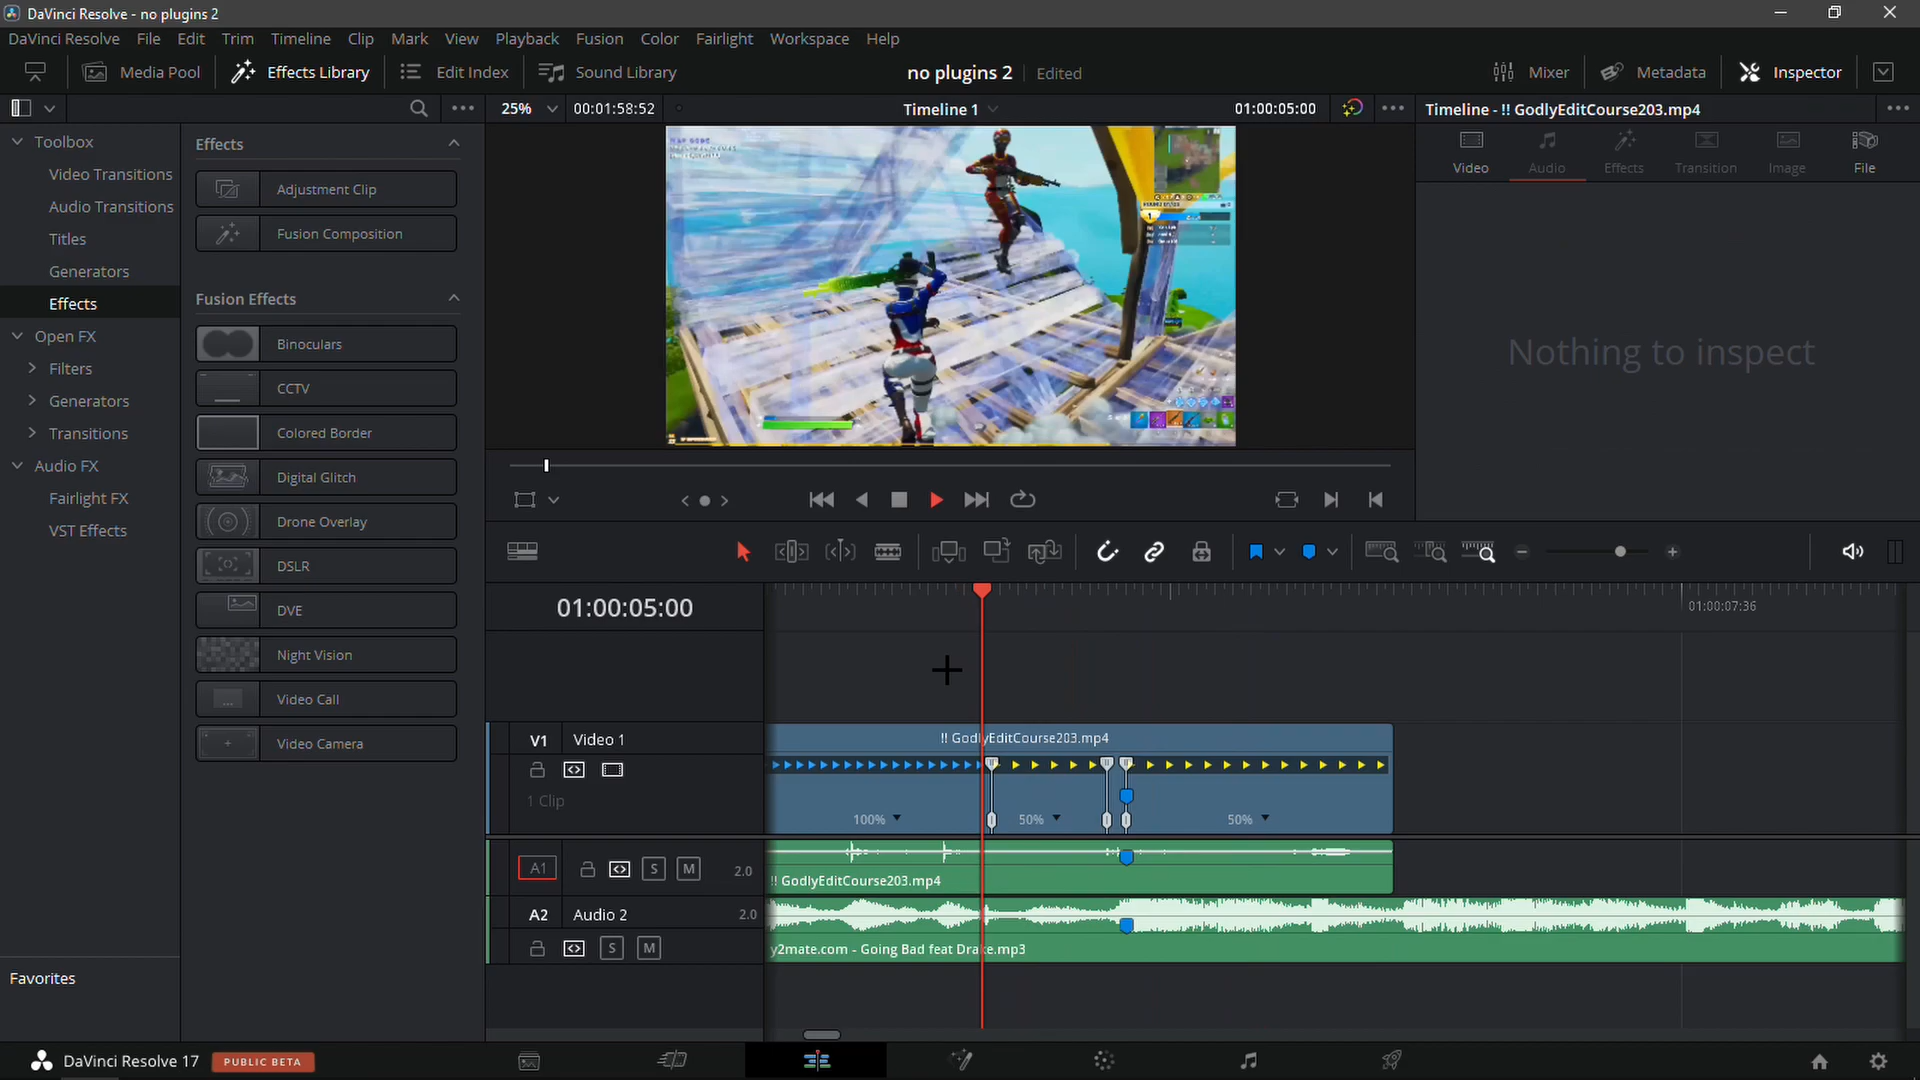 DaVinci Resolve - no plugins 2
DaVinci Resolve File Edit Trim Timeline Clip Mark View Playback Fusion Color Fairlight Workspace Help
Media Pool Effects Library Edit Index Sound Library no plugins 2 Edited Mixer Metadata Inspector
25% 00:01:58:52 Timeline 1 01:00:05:00 Timeline - !! GodlyEditCourse203.mp4
Toolbox
Video Transitions
Audio Transitions
Titles
Generators
Effects
Open FX
Filters
Generators
Transitions
Audio FX
Fairlight FX
VST Effects
Favorites
Effects
Adjustment Clip
Fusion Composition
Fusion Effects
Binoculars
CCTV
Colored Border
Digital Glitch
Drone Overlay
DSLR
DVE
Night Vision
Video Call
Video Camera
Video Audio Effects Transition Image File
Nothing to inspect
01:00:05:00
01:00:07:36
V1 Video 1
1 Clip
!! GodlyEditCourse203.mp4
100% 50% 50%
A1 S M 2.0
!! GodlyEditCourse203.mp4
A2 Audio 2 2.0
S M
y2mate.com - Going Bad feat Drake.mp3
DaVinci Resolve 17 PUBLIC BETA